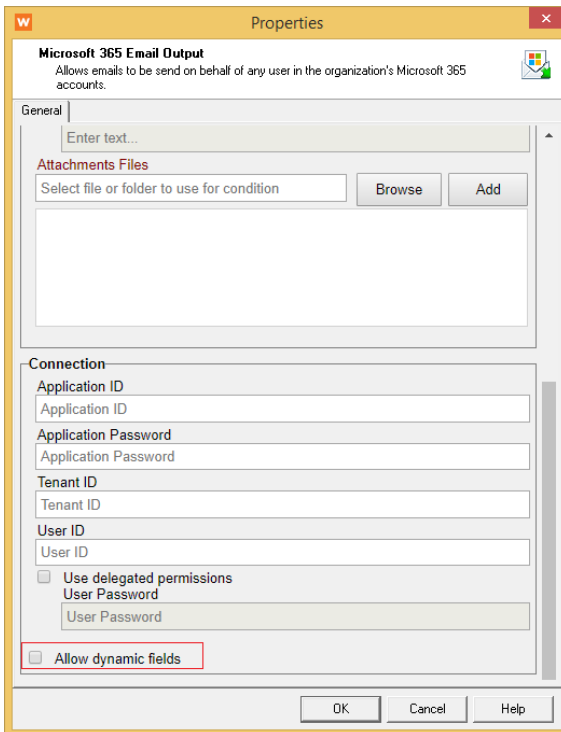 W
Properties
Microsoft 365 Email Output
Allows emails to be send on behalf of any user in the organization's Microsoft 365
accounts.
General
Enter text...
Attachments Files
Select file or folder to use for condition
Browse
Add
Connection
Application ID
Application ID
Application Password
Application Password
Tenant ID
Tenant ID
User ID
User ID
Use delegated permissions
User Password
User Password
Allow dynamic fields
OK
Cancel
Help